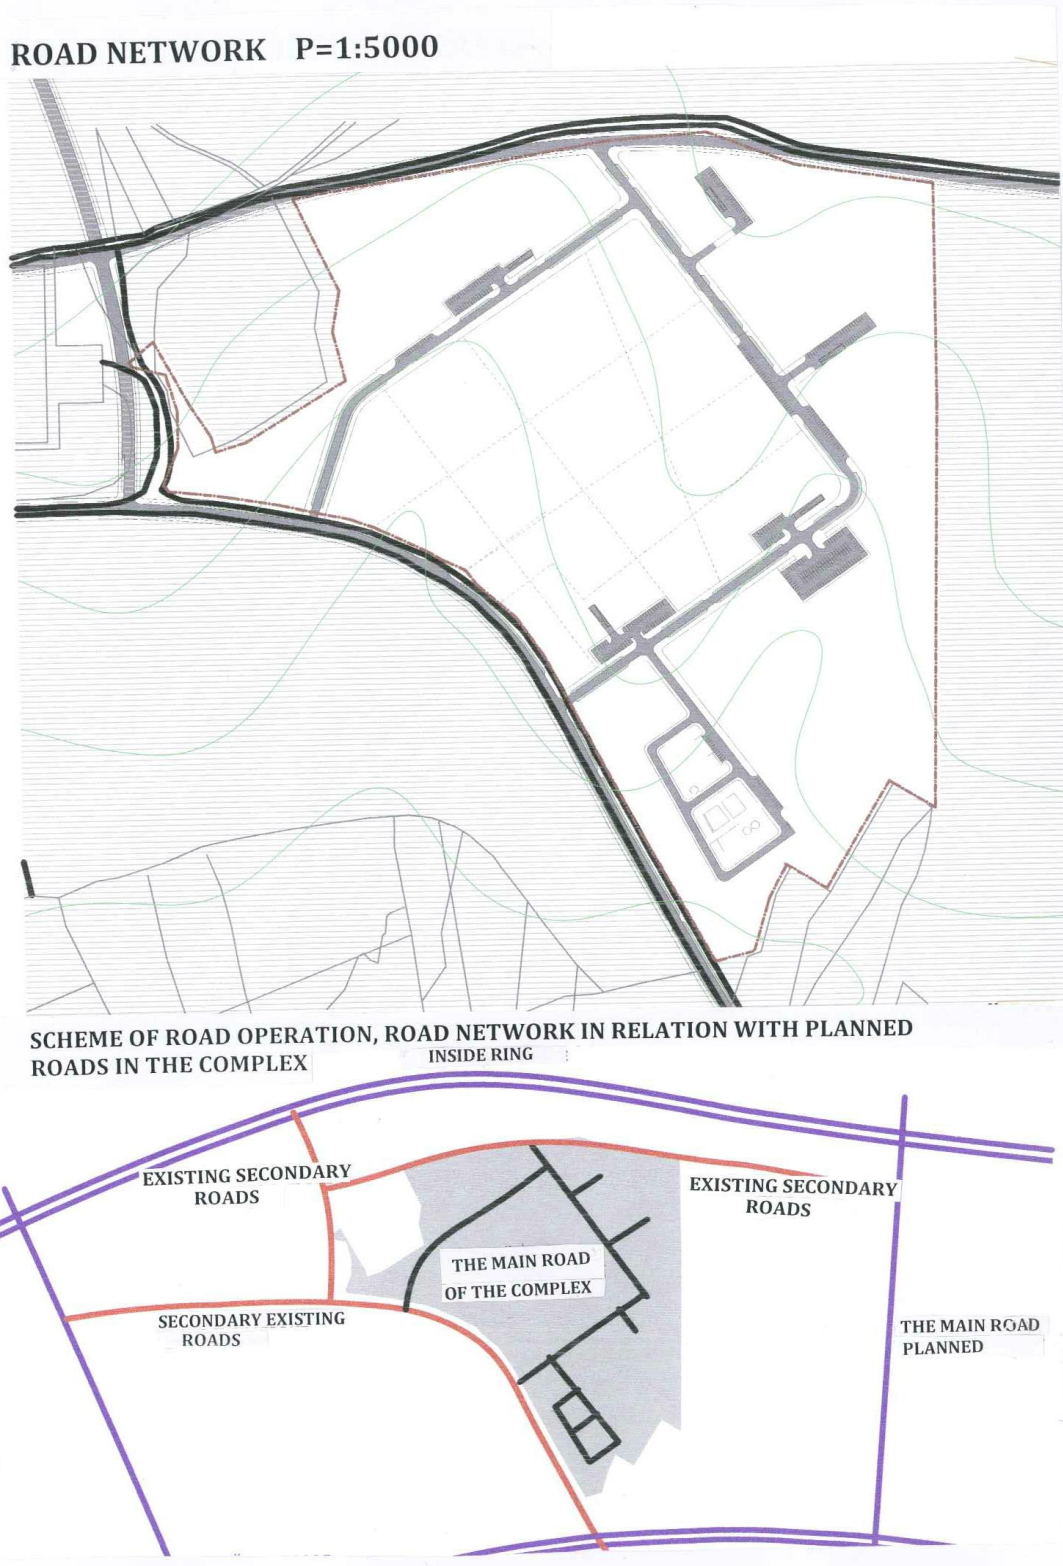 ROAD NETWORK P=1:5000
SCHEME OF ROAD OPERATION, ROAD NETWORK IN RELATION WITH PLANNED
ROADS IN THE COMPLEX
INSIDE RING
EXISTING SECONDARY
ROADS
EXISTING SECONDARY
ROADS
THE MAIN ROAD
OF THE COMPLEX
SECONDARY EXISTING
ROADS
THE MAIN ROAD
PLANNED